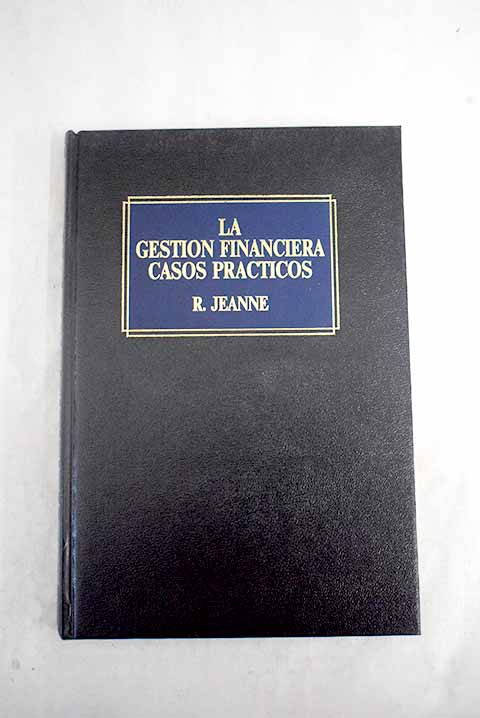 LA
GESTION FINANCIERA
CASOS PRACTICOS
R. JEANNE